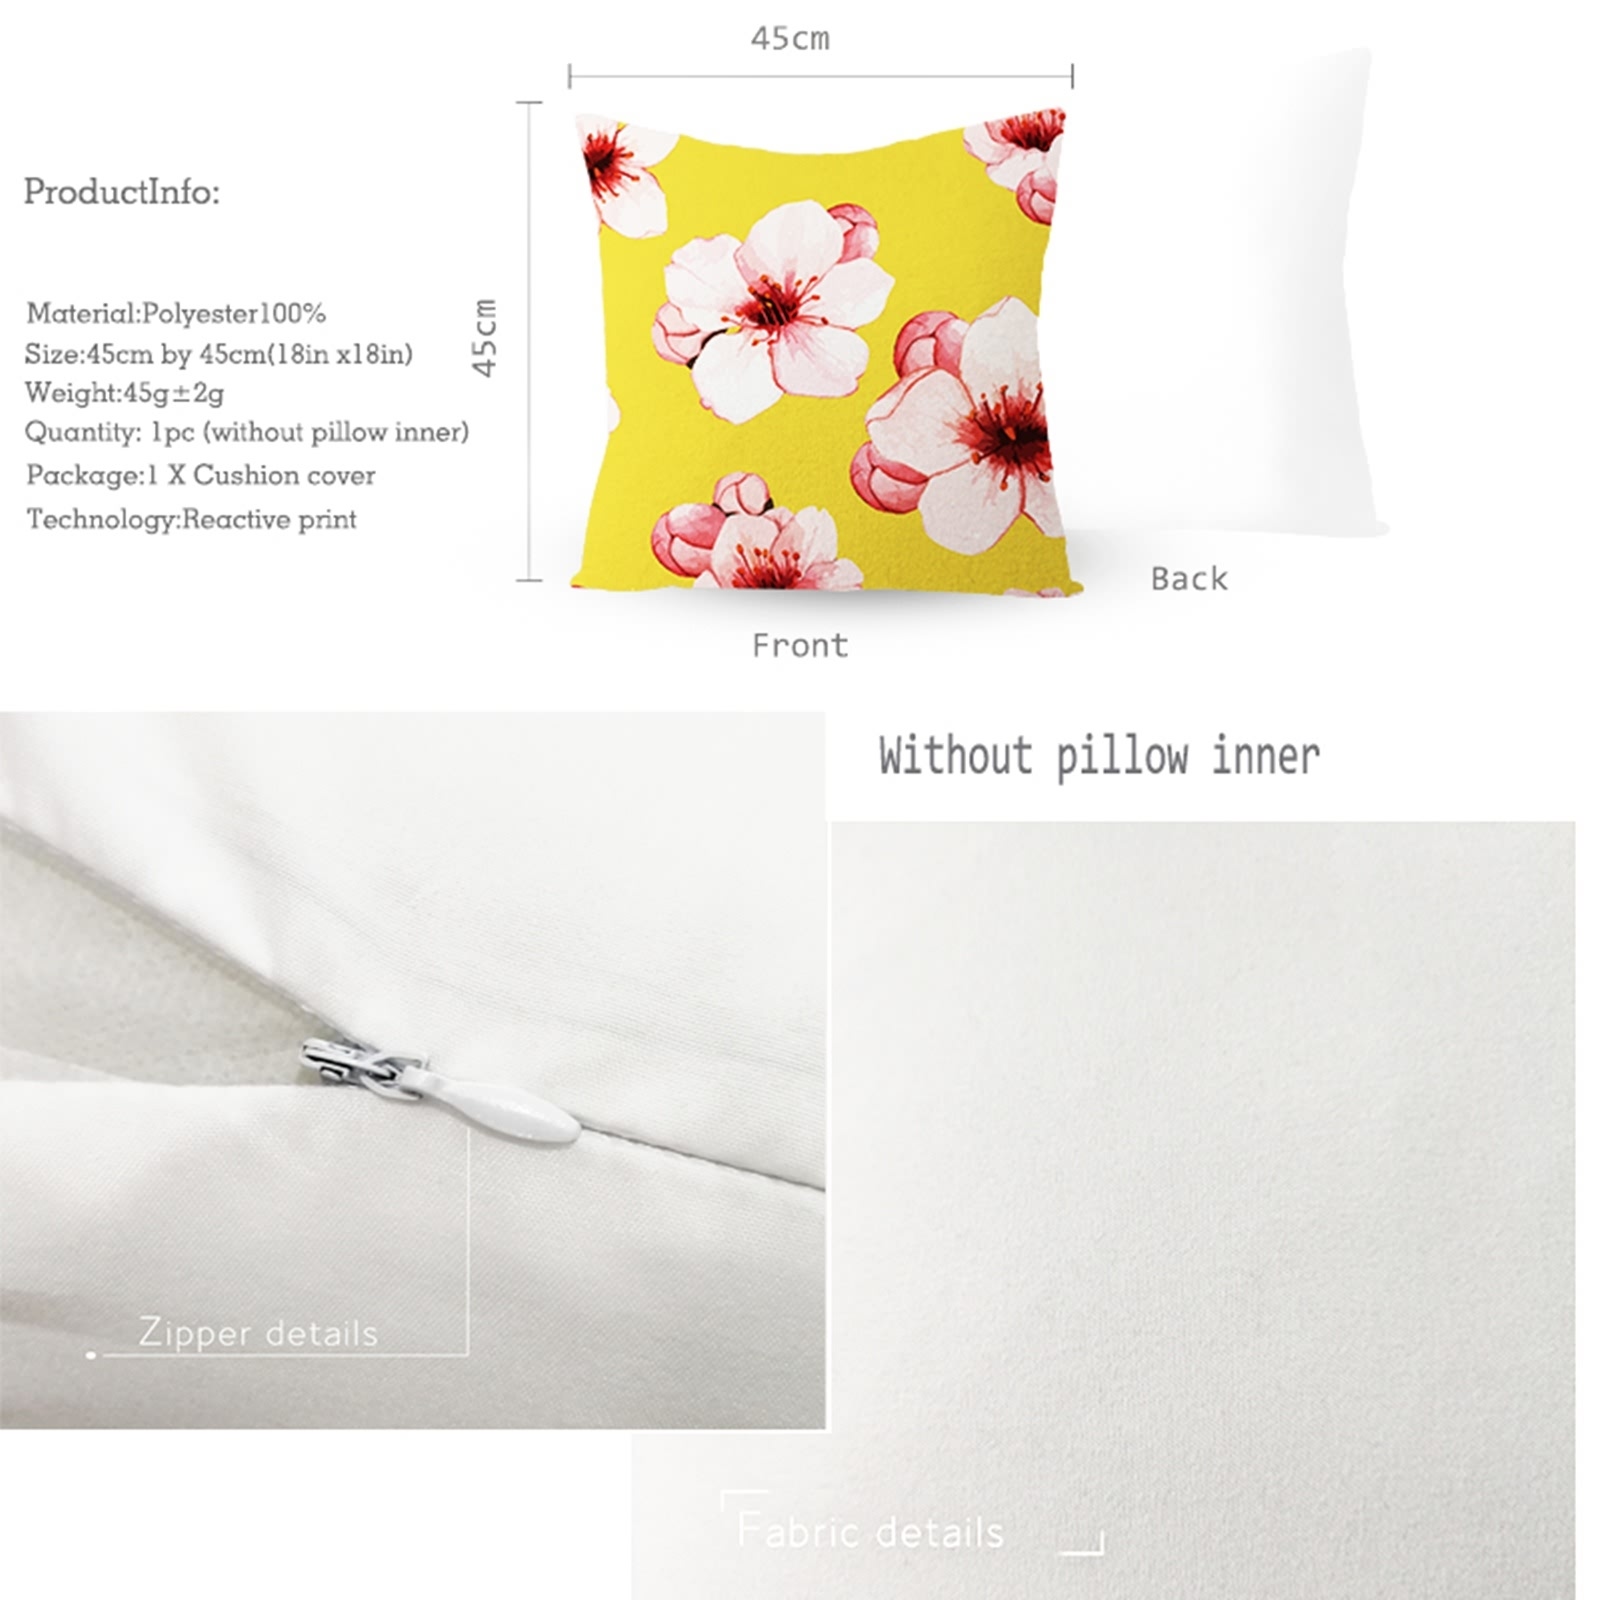 45cm
45cm
ProductInfo:
Material:Polyester100%
Size:45cm by 45cm(18in x18in)
Weight:45g±2g
Quantity: 1pc (without pillow inner)
Package:1 X Cushion cover
Technology:Reactive print
Back
Front
Without pillow inner
Zipper details
Fabric details